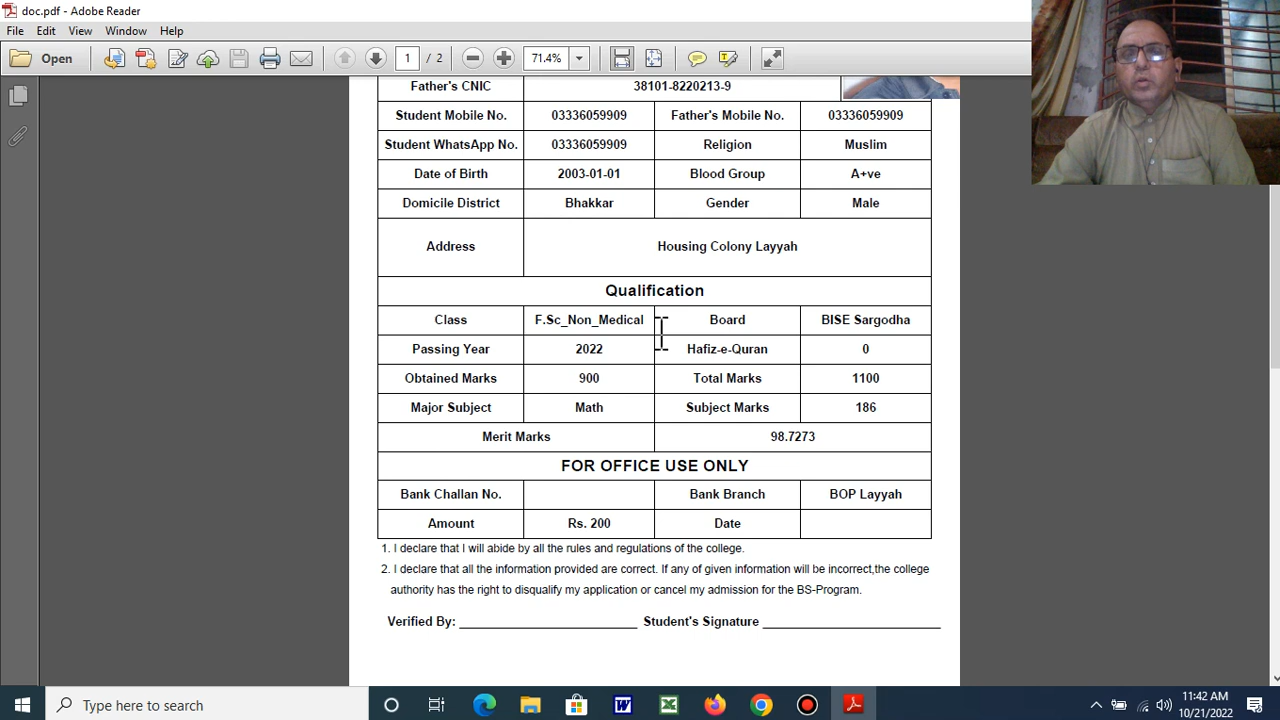 doc.pdf - Adobe Reader
File Edit View Window Help
Open 1 / 2 71.4%
Father's CNIC 38101-8220213-9
Student Mobile No. 03336059909 Father's Mobile No. 03336059909
Student WhatsApp No. 03336059909 Religion Muslim
Date of Birth 2003-01-01 Blood Group A+ve
Domicile District Bhakkar Gender Male
Address Housing Colony Layyah
Qualification
Class F.Sc_Non_Medical Board BISE Sargodha
Passing Year 2022 Hafiz-e-Quran 0
Obtained Marks 900 Total Marks 1100
Major Subject Math Subject Marks 186
Merit Marks 98.7273
FOR OFFICE USE ONLY
Bank Challan No. Bank Branch BOP Layyah
Amount Rs. 200 Date
1. I declare that I will abide by all the rules and regulations of the college.
2. I declare that all the information provided are correct. If any of given information will be incorrect,the college
authority has the right to disqualify my application or cancel my admission for the BS-Program.
Verified By: Student's Signature
Type here to search
11:42 AM
10/21/2022